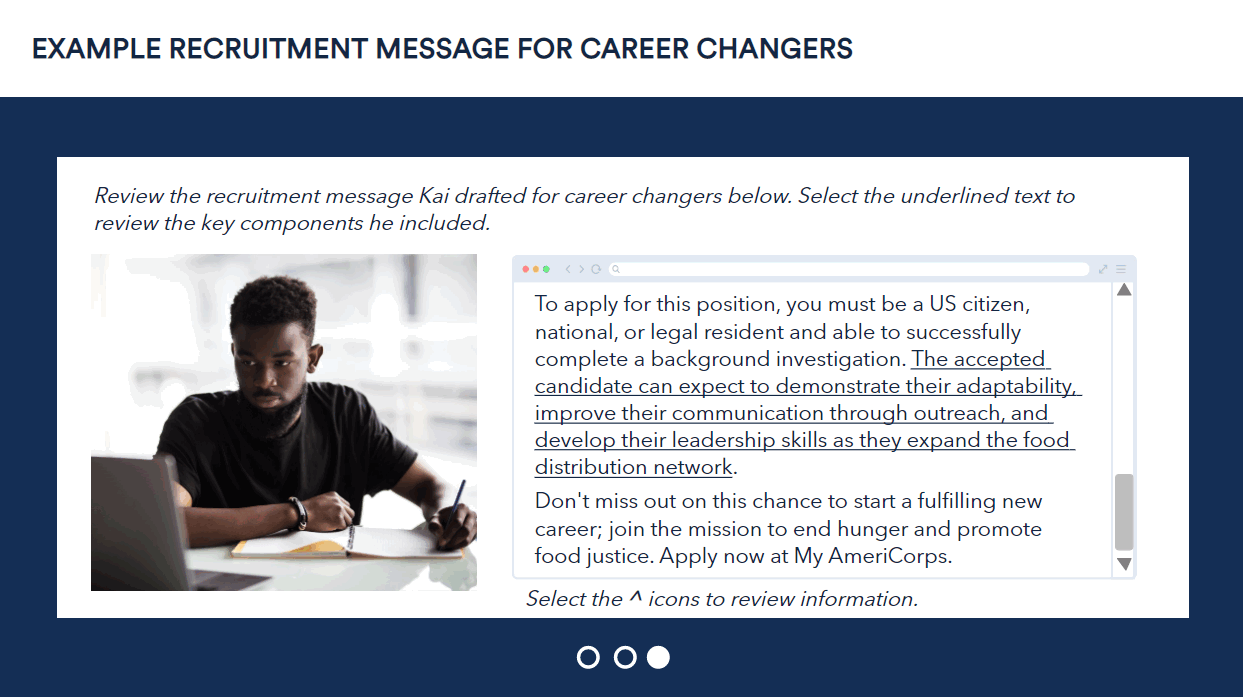 EXAMPLE RECRUITMENT MESSAGE FOR CAREER CHANGERS
Review the recruitment message Kai drafted for career changers below. Select the underlined text to
review the key components he included.
To apply for this position, you must be a US citizen,
national, or legal resident and able to successfully
complete a background investigation. The accepted
candidate can expect to demonstrate their adaptability,
improve their communication through outreach, and
develop their leadership skills as they expand the food
distribution network.
Don't miss out on this chance to start a fulfilling new
career; join the mission to end hunger and promote
food justice. Apply now at My AmeriCorps.
Select the ^ icons to review information.